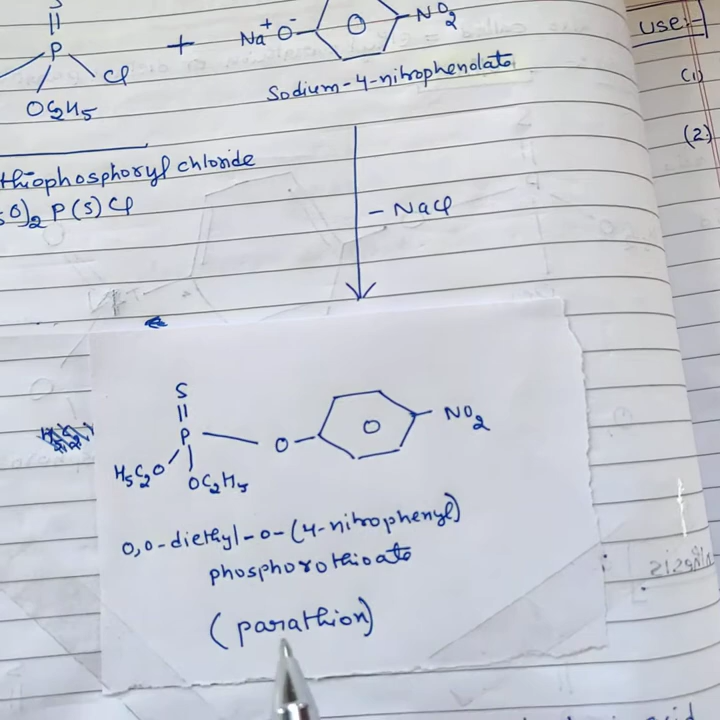 S
P
Cl
OC2H5
+
Na+ O-
NO2
Sodium-4-nitrophenolate
use:-
(1)
(2)
thiophosphoryl chloride
O)2 P(S) Cl
- NaCl
S
P
O
NO2
H5C2O
OC2H5
O,O-diethyl-O-(4-nitrophenyl)
phosphorothioate
(parathion)